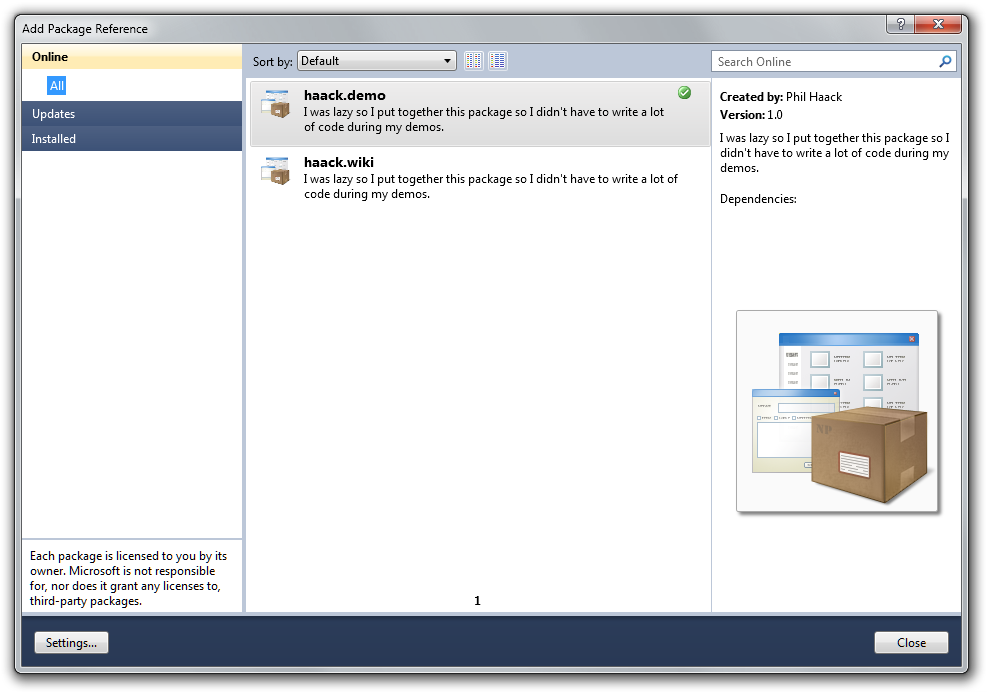 Add Package Reference
?
Online
All
Updates
Installed
Each package is licensed to you by its
owner. Microsoft is not responsible
for, nor does it grant any licenses to,
third-party packages.
Sort by: Default
Search Online
haack.demo
I was lazy so I put together this package so I didn't have to write a lot
of code during my demos.
haack.wiki
I was lazy so I put together this package so I didn't have to write a lot of
code during my demos.
1
Created by: Phil Haack
Version: 1.0
I was lazy so I put together this package so I
didn't have to write a lot of code during my
demos.
Dependencies:
NP
Settings...
Close